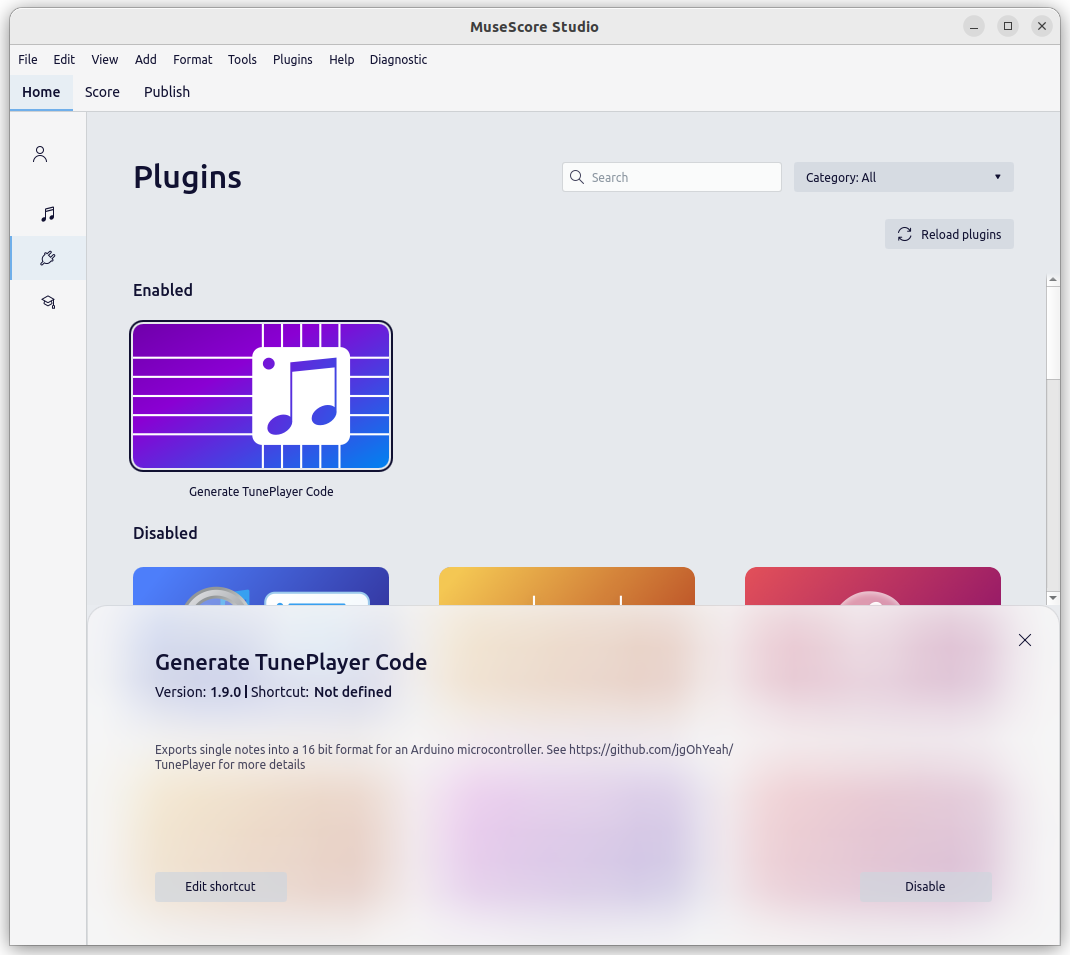 MuseScore Studio
File Edit View Add Format Tools Plugins Help Diagnostic
Home Score Publish
Plugins
Search
Category: All
Reload plugins
Enabled
Generate TunePlayer Code
Disabled
Generate TunePlayer Code
Version: 1.9.0 | Shortcut: Not defined
Exports single notes into a 16 bit format for an Arduino microcontroller. See https://github.com/jgOhYeah/
TunePlayer for more details
Edit shortcut
Disable